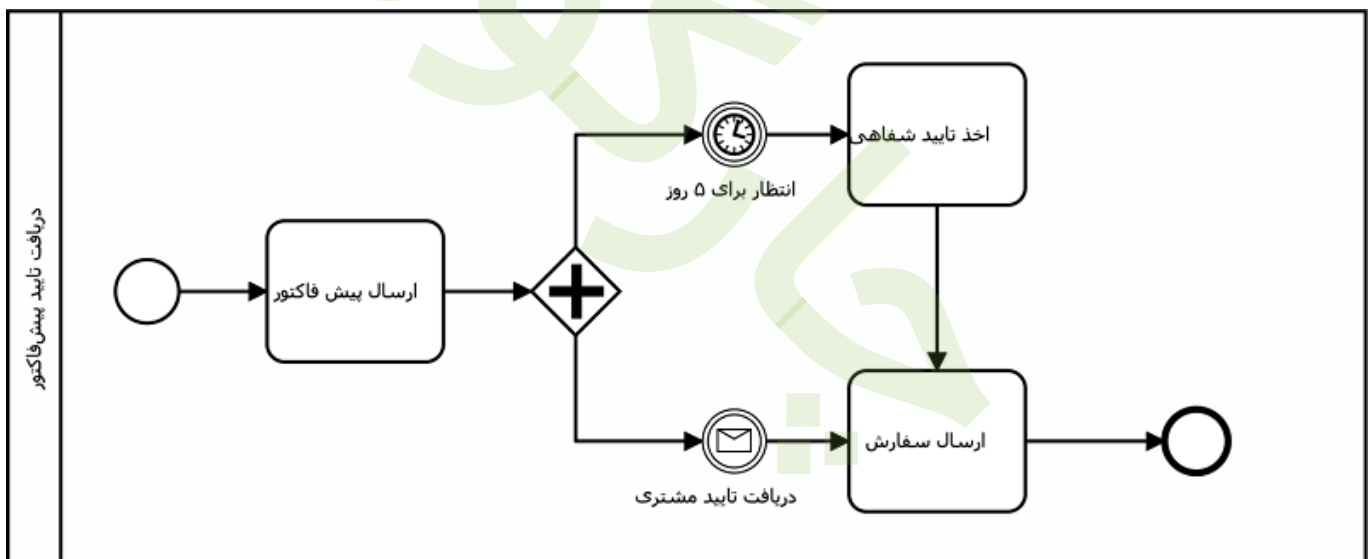 دریافت تایید پیش‌فاکتور
ارسال پیش فاکتور
انتظار برای ۵ روز
اخذ تایید شفاهی
دریافت تایید مشتری
ارسال سفارش